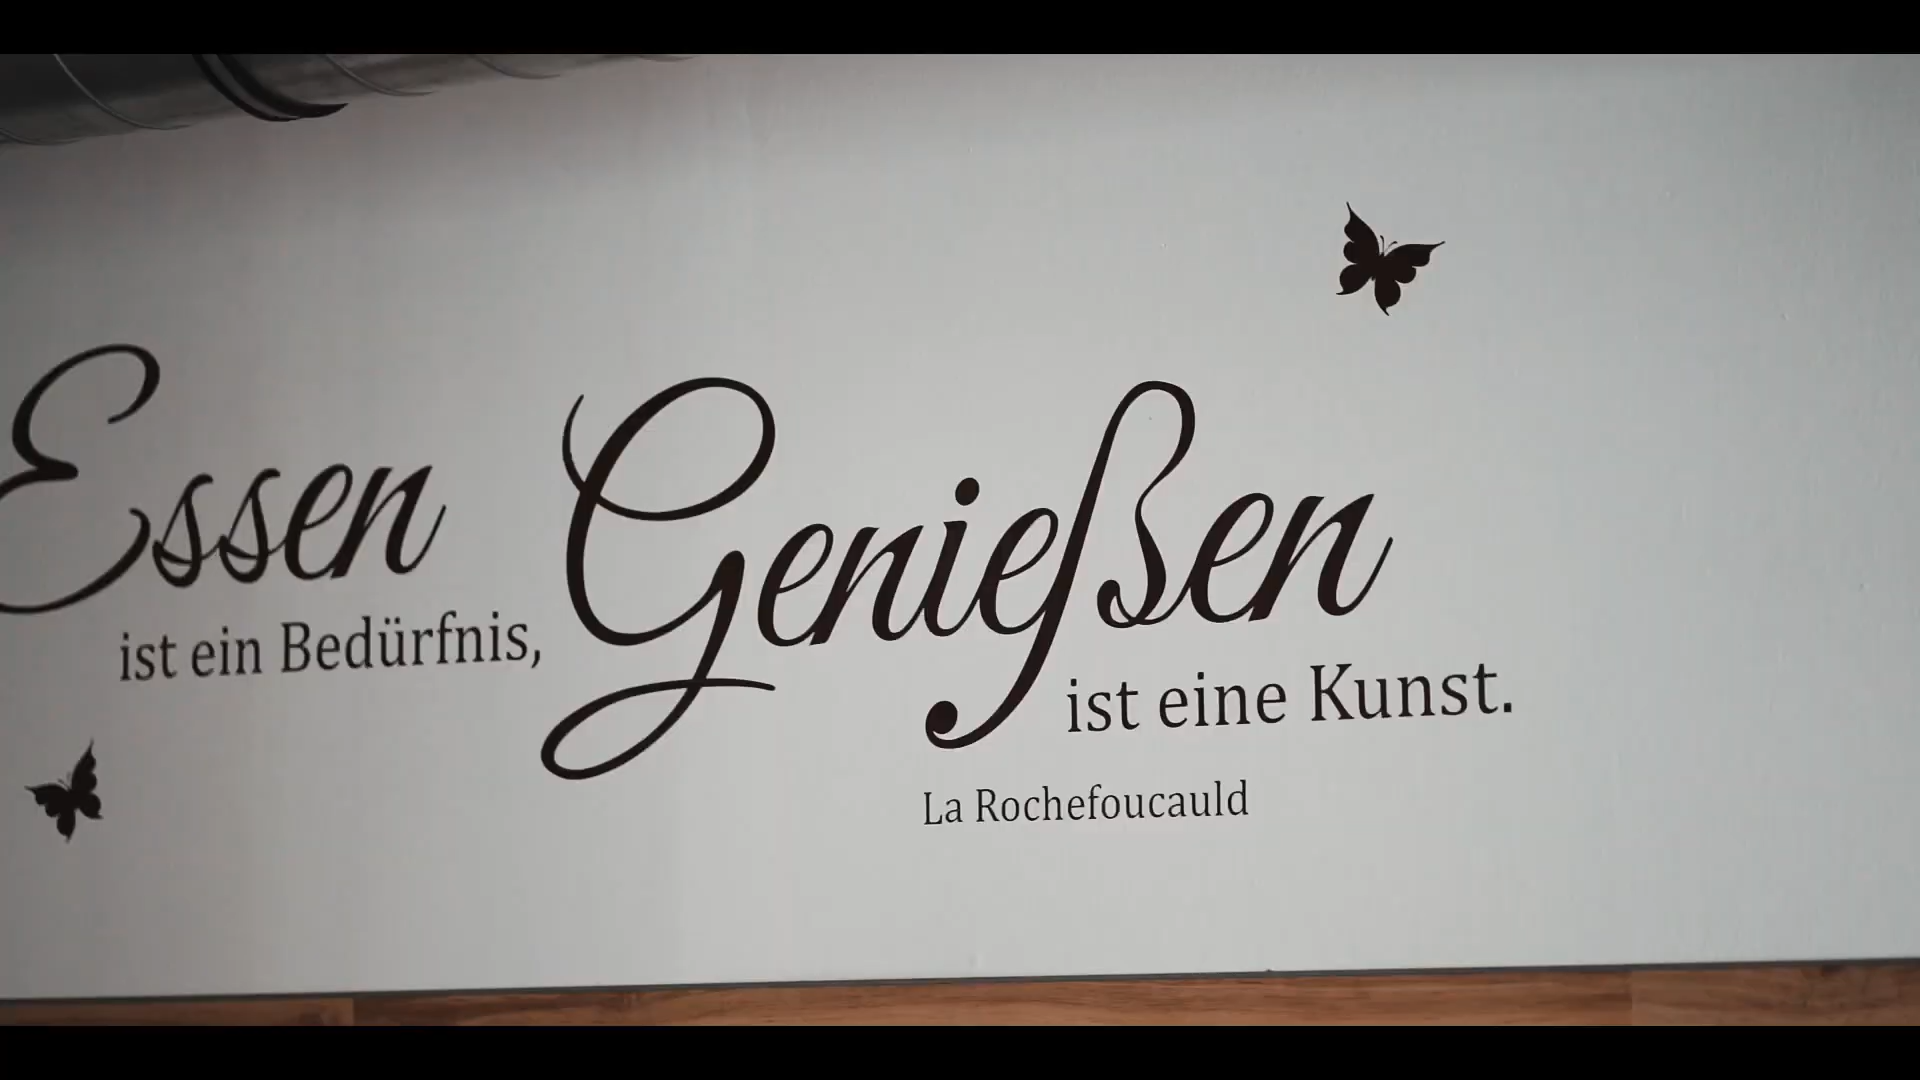 Essen
ist ein Bedürfnis,
Genießen
ist eine Kunst.
La Rochefoucauld